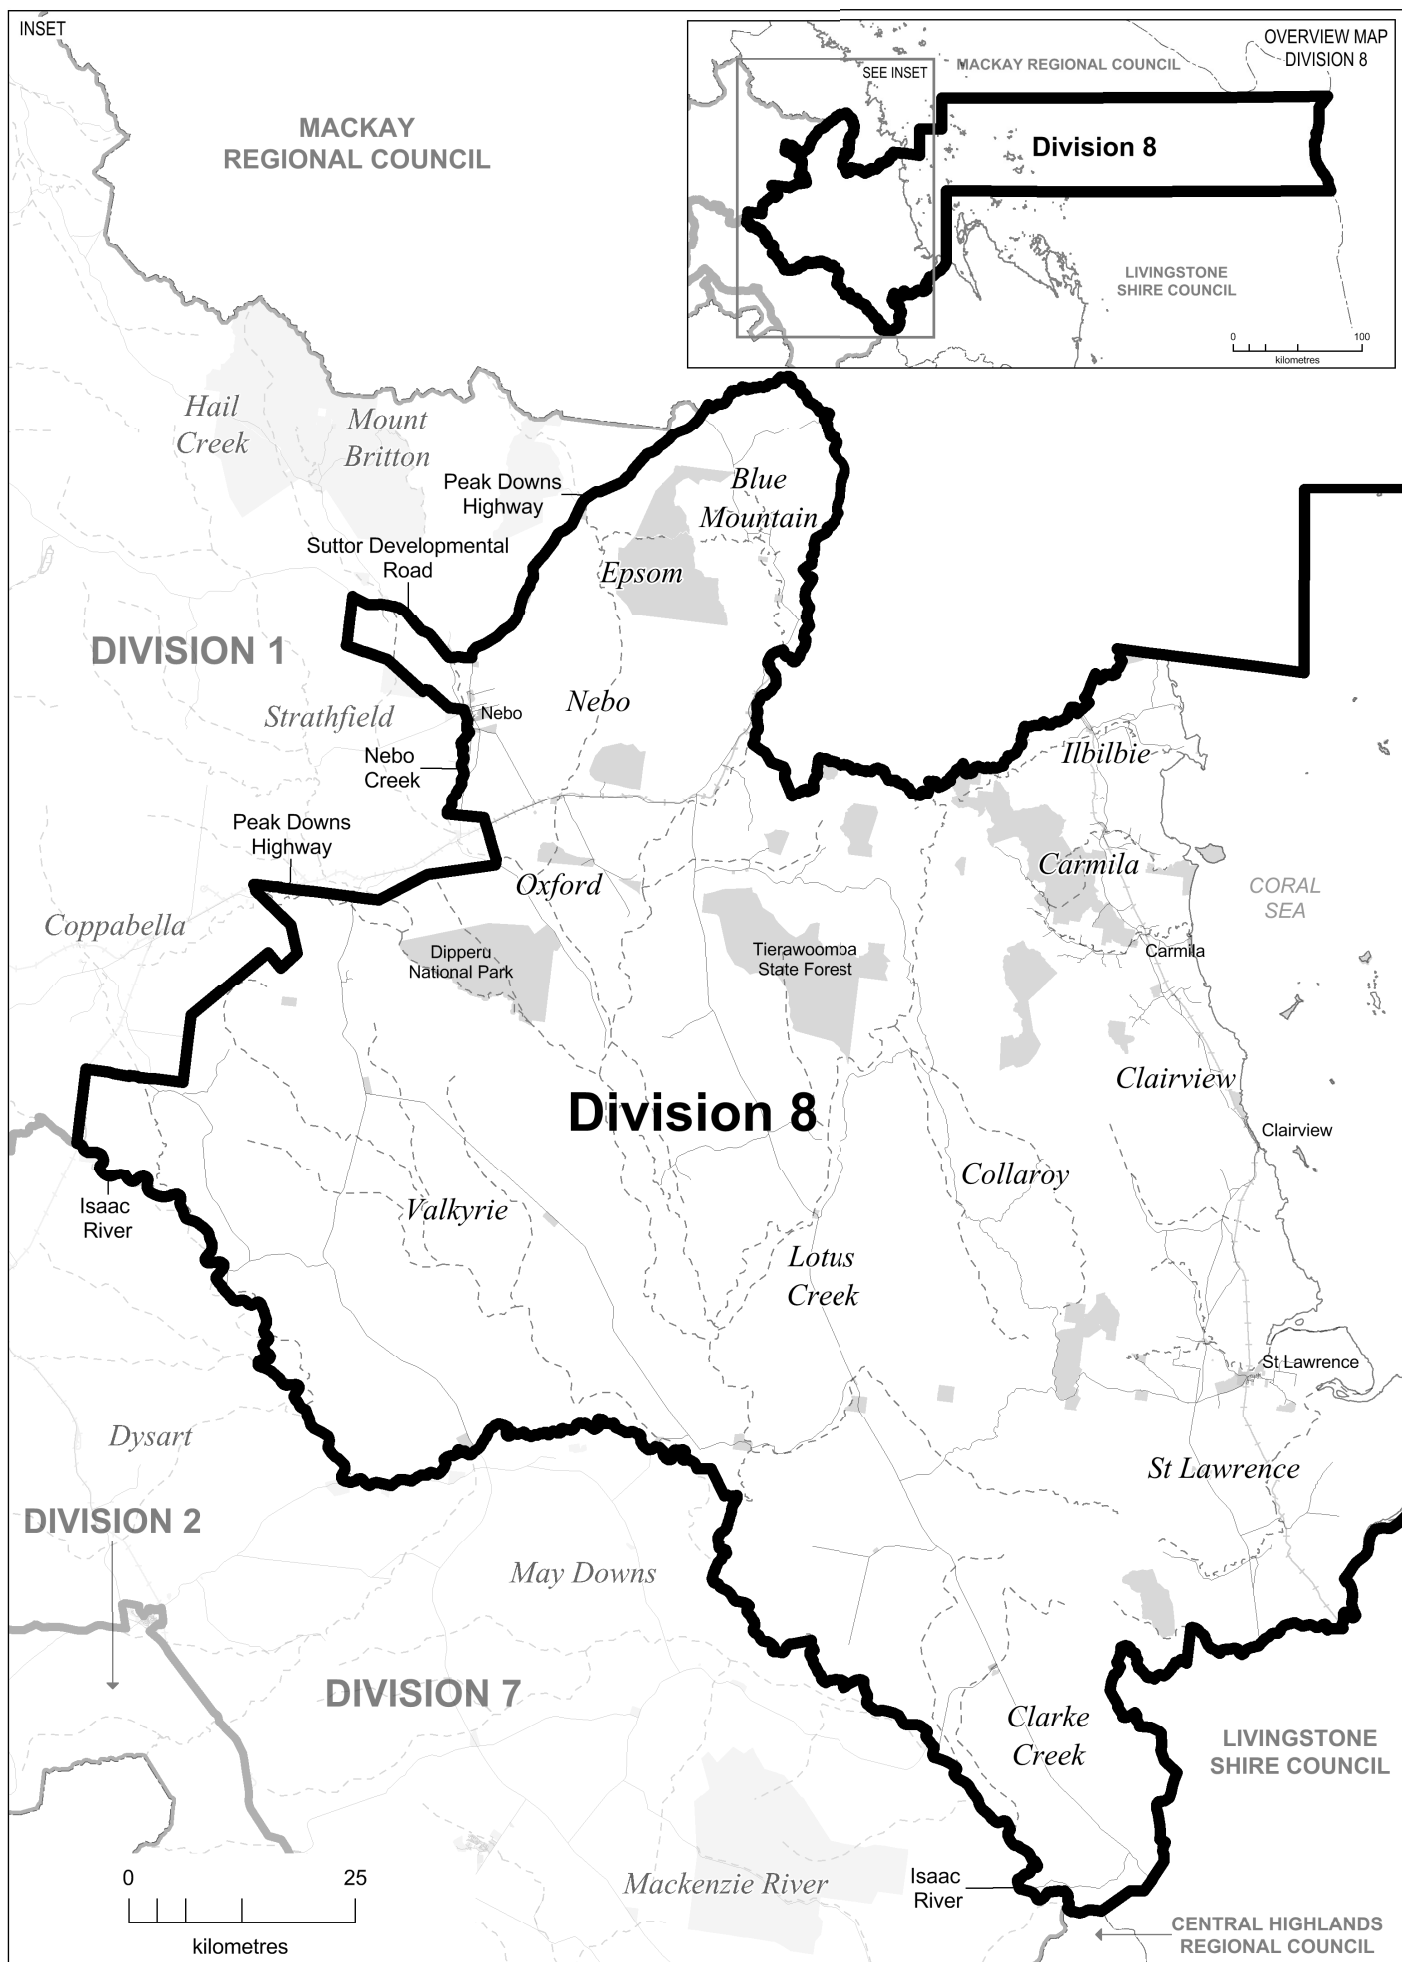 INSET
OVERVIEW MAP
DIVISION 8
SEE INSET
MACKAY REGIONAL COUNCIL
Division 8
LIVINGSTONE
SHIRE COUNCIL
0 100
kilometres
MACKAY
REGIONAL COUNCIL
Hail
Creek
Mount
Britton
Peak Downs
Highway
Blue
Mountain
Suttor Developmental
Road
Epsom
DIVISION 1
Strathfield
Nebo
Nebo
Nebo
Creek
Ilbilbie
Peak Downs
Highway
Oxford
Carmila
CORAL
SEA
Coppabella
Dipperu
National Park
Tierawoomba
State Forest
Carmila
Clairview
Division 8
Clairview
Isaac
River
Valkyrie
Collaroy
Lotus
Creek
St Lawrence
Dysart
St Lawrence
DIVISION 2
May Downs
DIVISION 7
Clarke
Creek
LIVINGSTONE
SHIRE COUNCIL
Mackenzie River
Isaac
River
0 25
kilometres
CENTRAL HIGHLANDS
REGIONAL COUNCIL